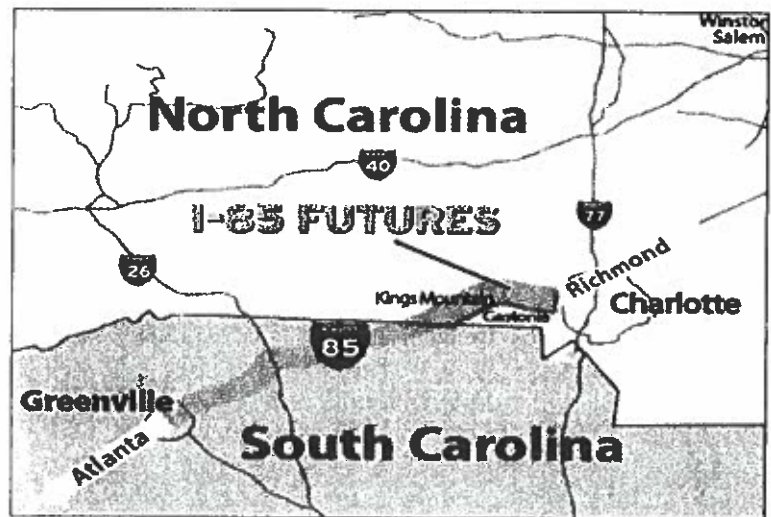 Winston
Salem
North Carolina
40
I-85 FUTURES
77
26
Richmond
Kings Mountain
Charlotte
Gastonia
85
Greenville
Atlanta
South Carolina